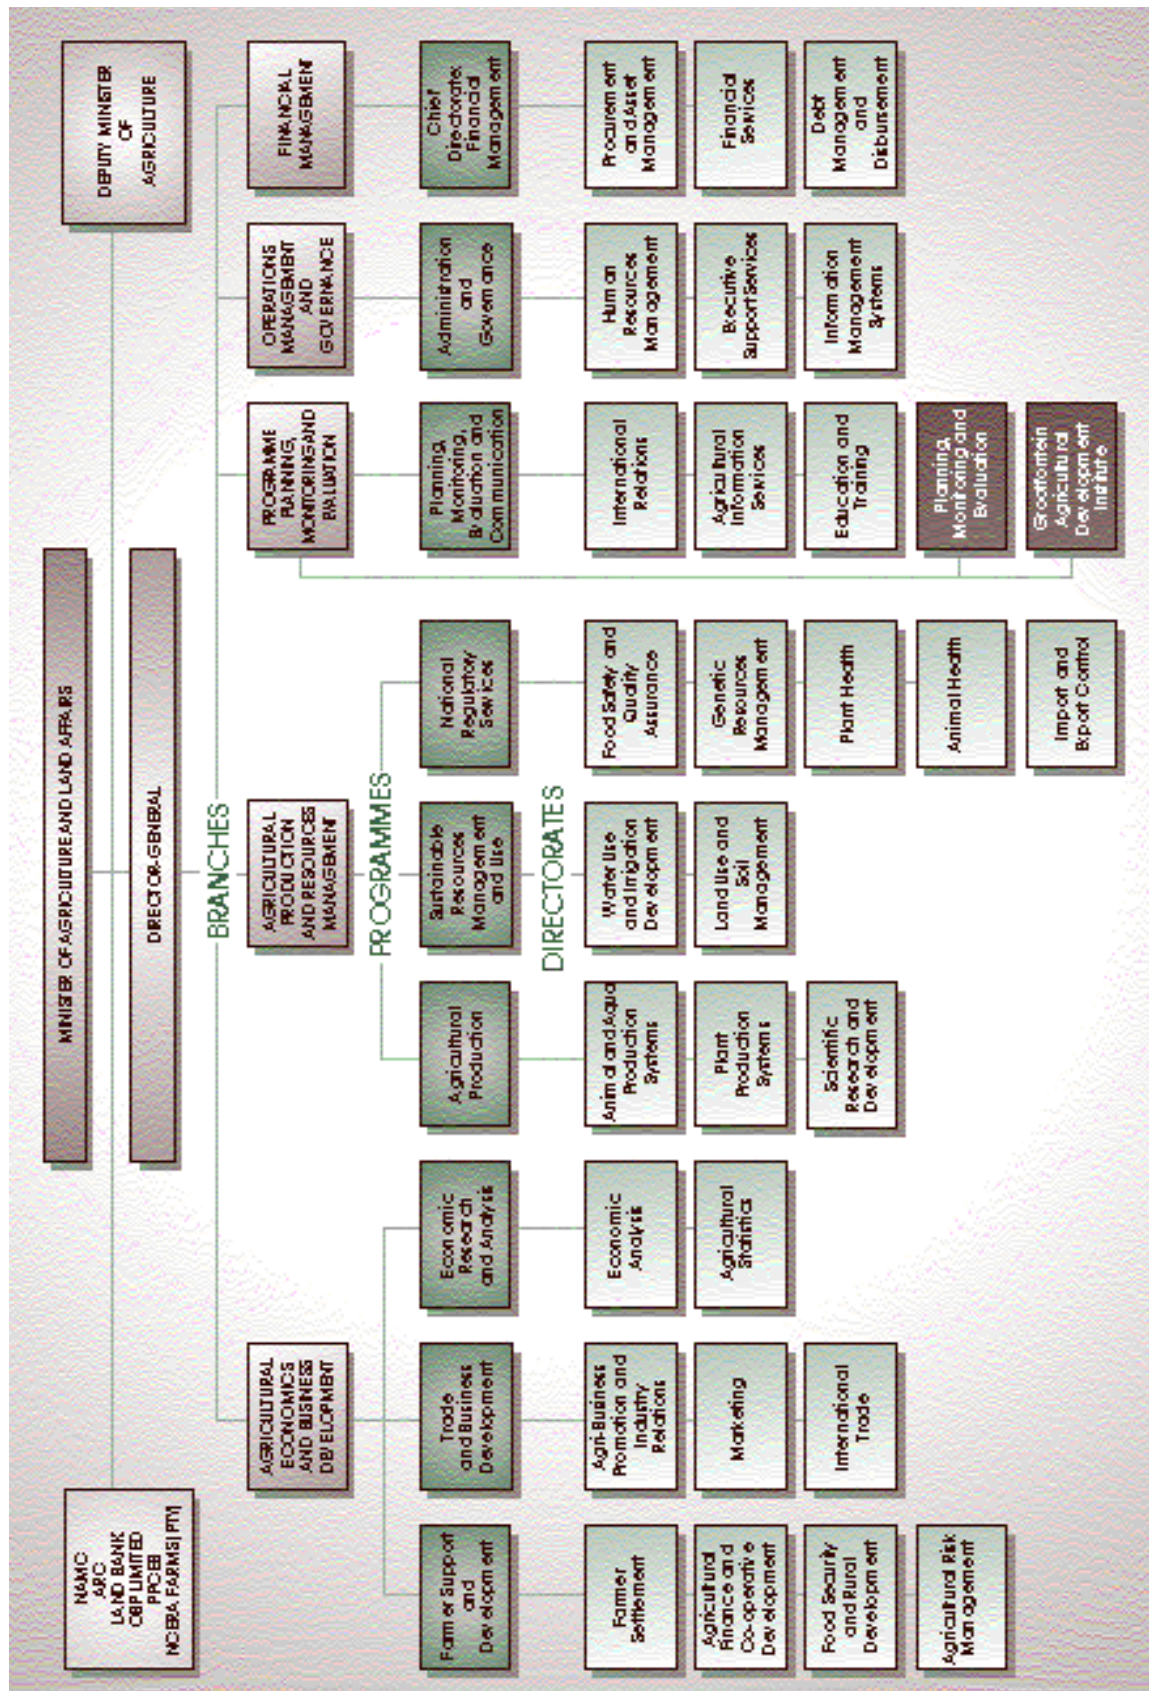 MINISTER OF AGRICULTURE AND LAND AFFAIRS
NAMC
ARC
LAND BANK
OBP LIMITED
PPCEB
NCERA FARMS(PTY)
DEPUTY MINISTER
OF
AGRICULTURE
DIRECTOR-GENERAL
BRANCHES
AGRICULTURAL
ECONOMICS
AND BUSINESS
DEVELOPMENT
AGRICULTURAL
PRODUCTION
AND RESOURCES
MANAGEMENT
PROGRAMME
PLANNING,
MONITORING AND
EVALUATION
OPERATIONS
MANAGEMENT
AND
GOVERNANCE
FINANCIAL
MANAGEMENT
PROGRAMMES
Farmer Support
and
Development
Trade
and Business
Development
Economic
Research
and Analysis
Agricultural
Production
Sustainable
Resources
Management
and Use
National
Regulatory
Services
Planning,
Monitoring,
Evaluation and
Communication
Administration
and
Governance
Chief
Directorate:
Financial
Management
DIRECTORATES
Farmer
Settlement
Agri-Business
Promotion and
Industry
Relations
Economic
Analysis
Animal and Aqua
Production
Systems
Water Use
and Irrigation
Development
Food Safety and
Quality
Assurance
International
Relations
Human
Resources
Management
Procurement
and Asset
Management
Agricultural
Finance and
Co-operative
Development
Marketing
Agricultural
Statistics
Plant
Production
Systems
Land Use and
Soil
Management
Genetic
Resources
Management
Agricultural
Information
Services
Executive
Support Services
Financial
Services
Food Security
and Rural
Development
International
Trade
Scientific
Research and
Development
Plant Health
Education and
Training
Information
Management
Systems
Debt
Management
and
Disbursement
Agricultural Risk
Management
Animal Health
Planning,
Monitoring and
Evaluation
Import and
Export Control
Grootfontein
Agricultural
Development
Institute